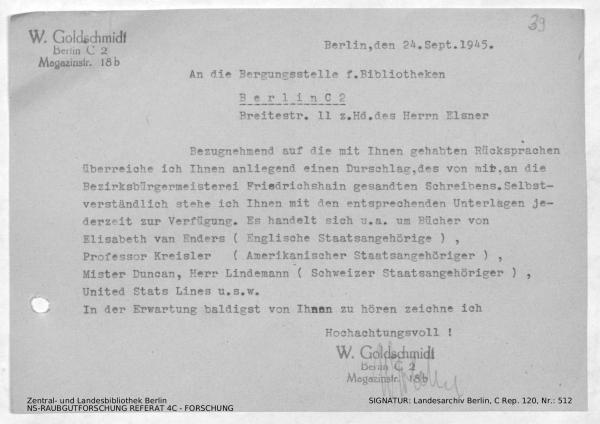 39
W. Goldschmidt
Berlin C 2
Magazinstr. 18b
Berlin,den 24.Sept.1945.
An die Bergungsstelle f.Bibliotheken
B e r l i n C 2
Breitestr. 11 z.Hd.des Herrn Elsner
Bezugnehmend auf die mit Ihnen gehabten Rücksprachen
überreiche ich Ihnen anliegend einen Durschlag,des von mir,an die
Bezirksbürgermeisterei Friedrichshain gesandten Schreibens.Selbst-
verständlich stehe ich Ihnen mit den entsprechenden Unterlagen je-
derzeit zur Verfügung. Es handelt sich u.a. um Bücher von
Elisabeth van Enders ( Englische Staatsangehörige ) ,
Professor Kreisler ( Amerikanischer Staatsangehöriger ) ,
Mister Duncan, Herr Lindemann ( Schweizer Staatsangehöriger ) ,
United Stats Lines u.s.w.
In der Erwartung baldigst von Ihnen zu hören zeichne ich
Hochachtungsvoll !
W. Goldschmidt
Berlin C 2
Magazinstr. 18b
Zentral- und Landesbibliothek Berlin
NS-RAUBGUTFORSCHUNG REFERAT 4C - FORSCHUNG
SIGNATUR: Landesarchiv Berlin, C Rep. 120, Nr.: 512